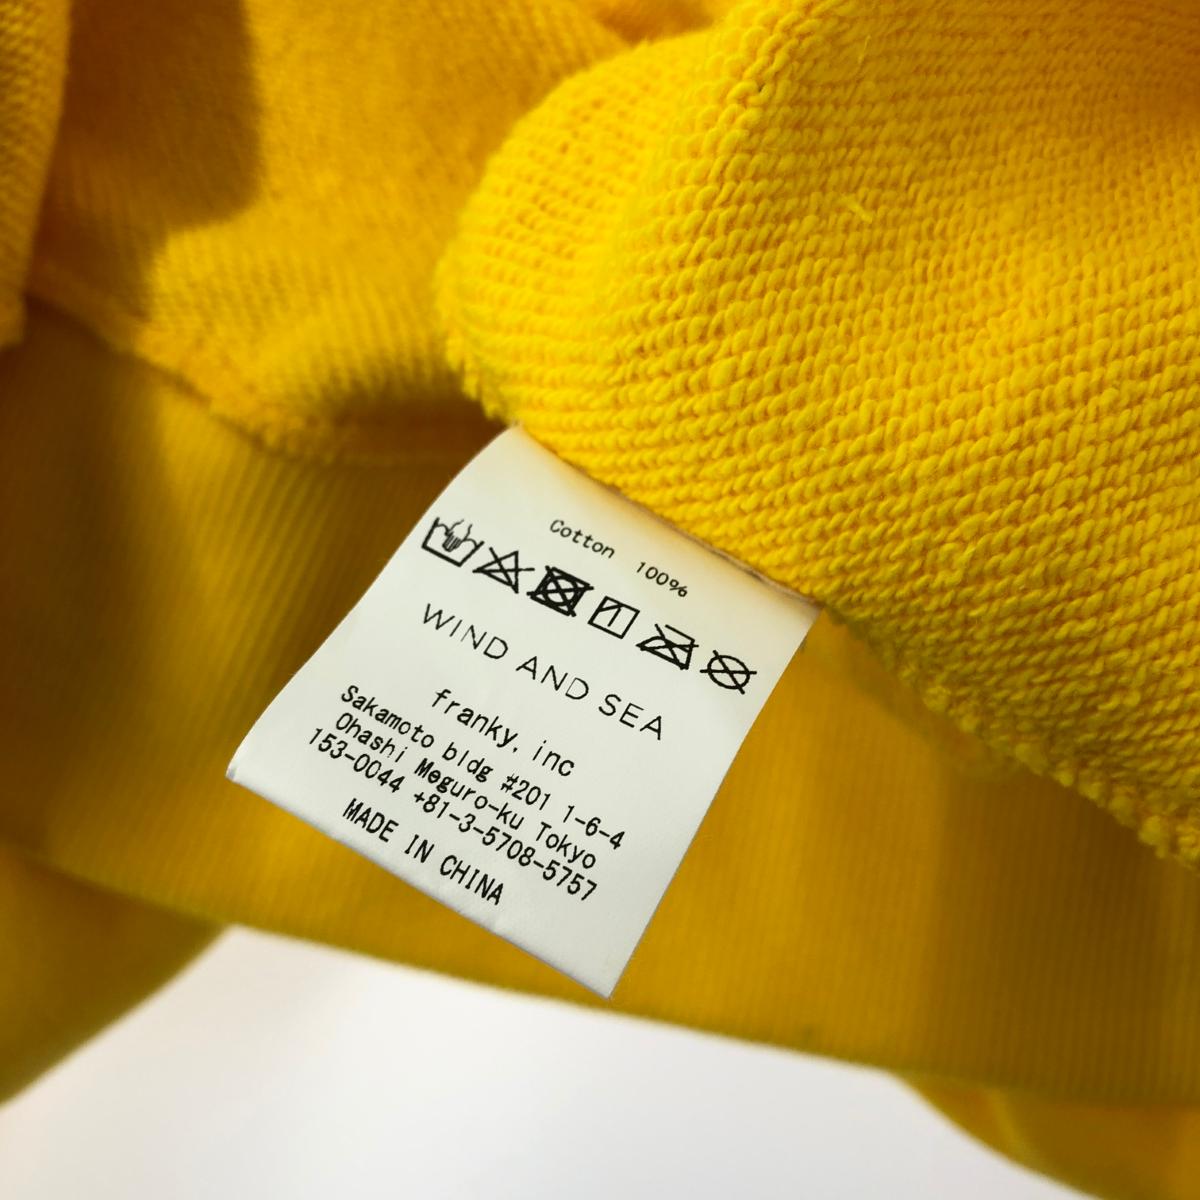 Cotton 100%
WIND AND SEA
franky, inc
Sakamoto bldg #201 1-6-4
Ohashi Meguro-ku Tokyo
153-0044 +81-3-5708-5757
MADE IN CHINA